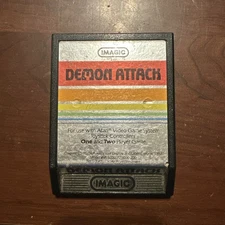 IMAGIC
DEMON ATTACK
For use with Atari® Video Game System
Joystick Controllers
One and Two Player Game
IMAGIC